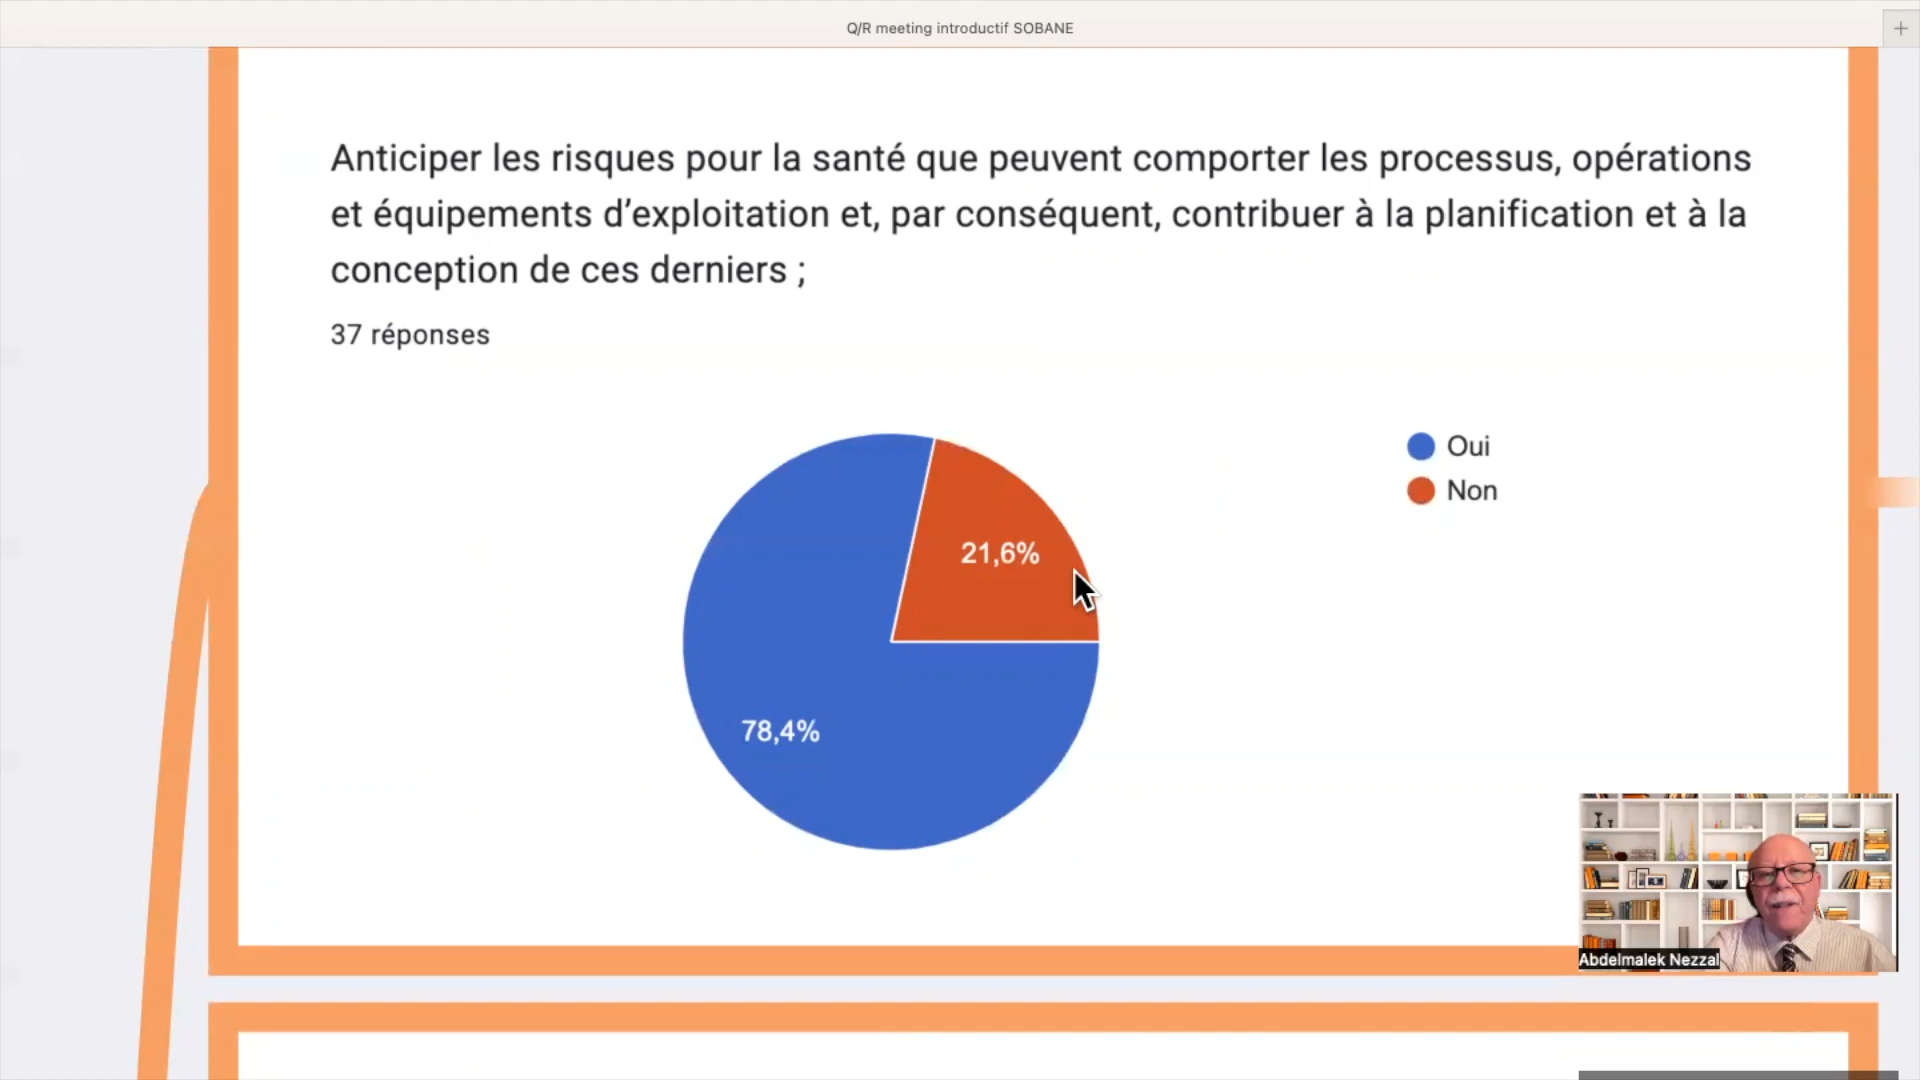 Q/R meeting introductif SOBANE
Anticiper les risques pour la santé que peuvent comporter les processus, opérations
et équipements d’exploitation et, par conséquent, contribuer à la planification et à la
conception de ces derniers ;
37 réponses
Oui
Non
21,6%
78,4%
Abdelmalek Nezzal